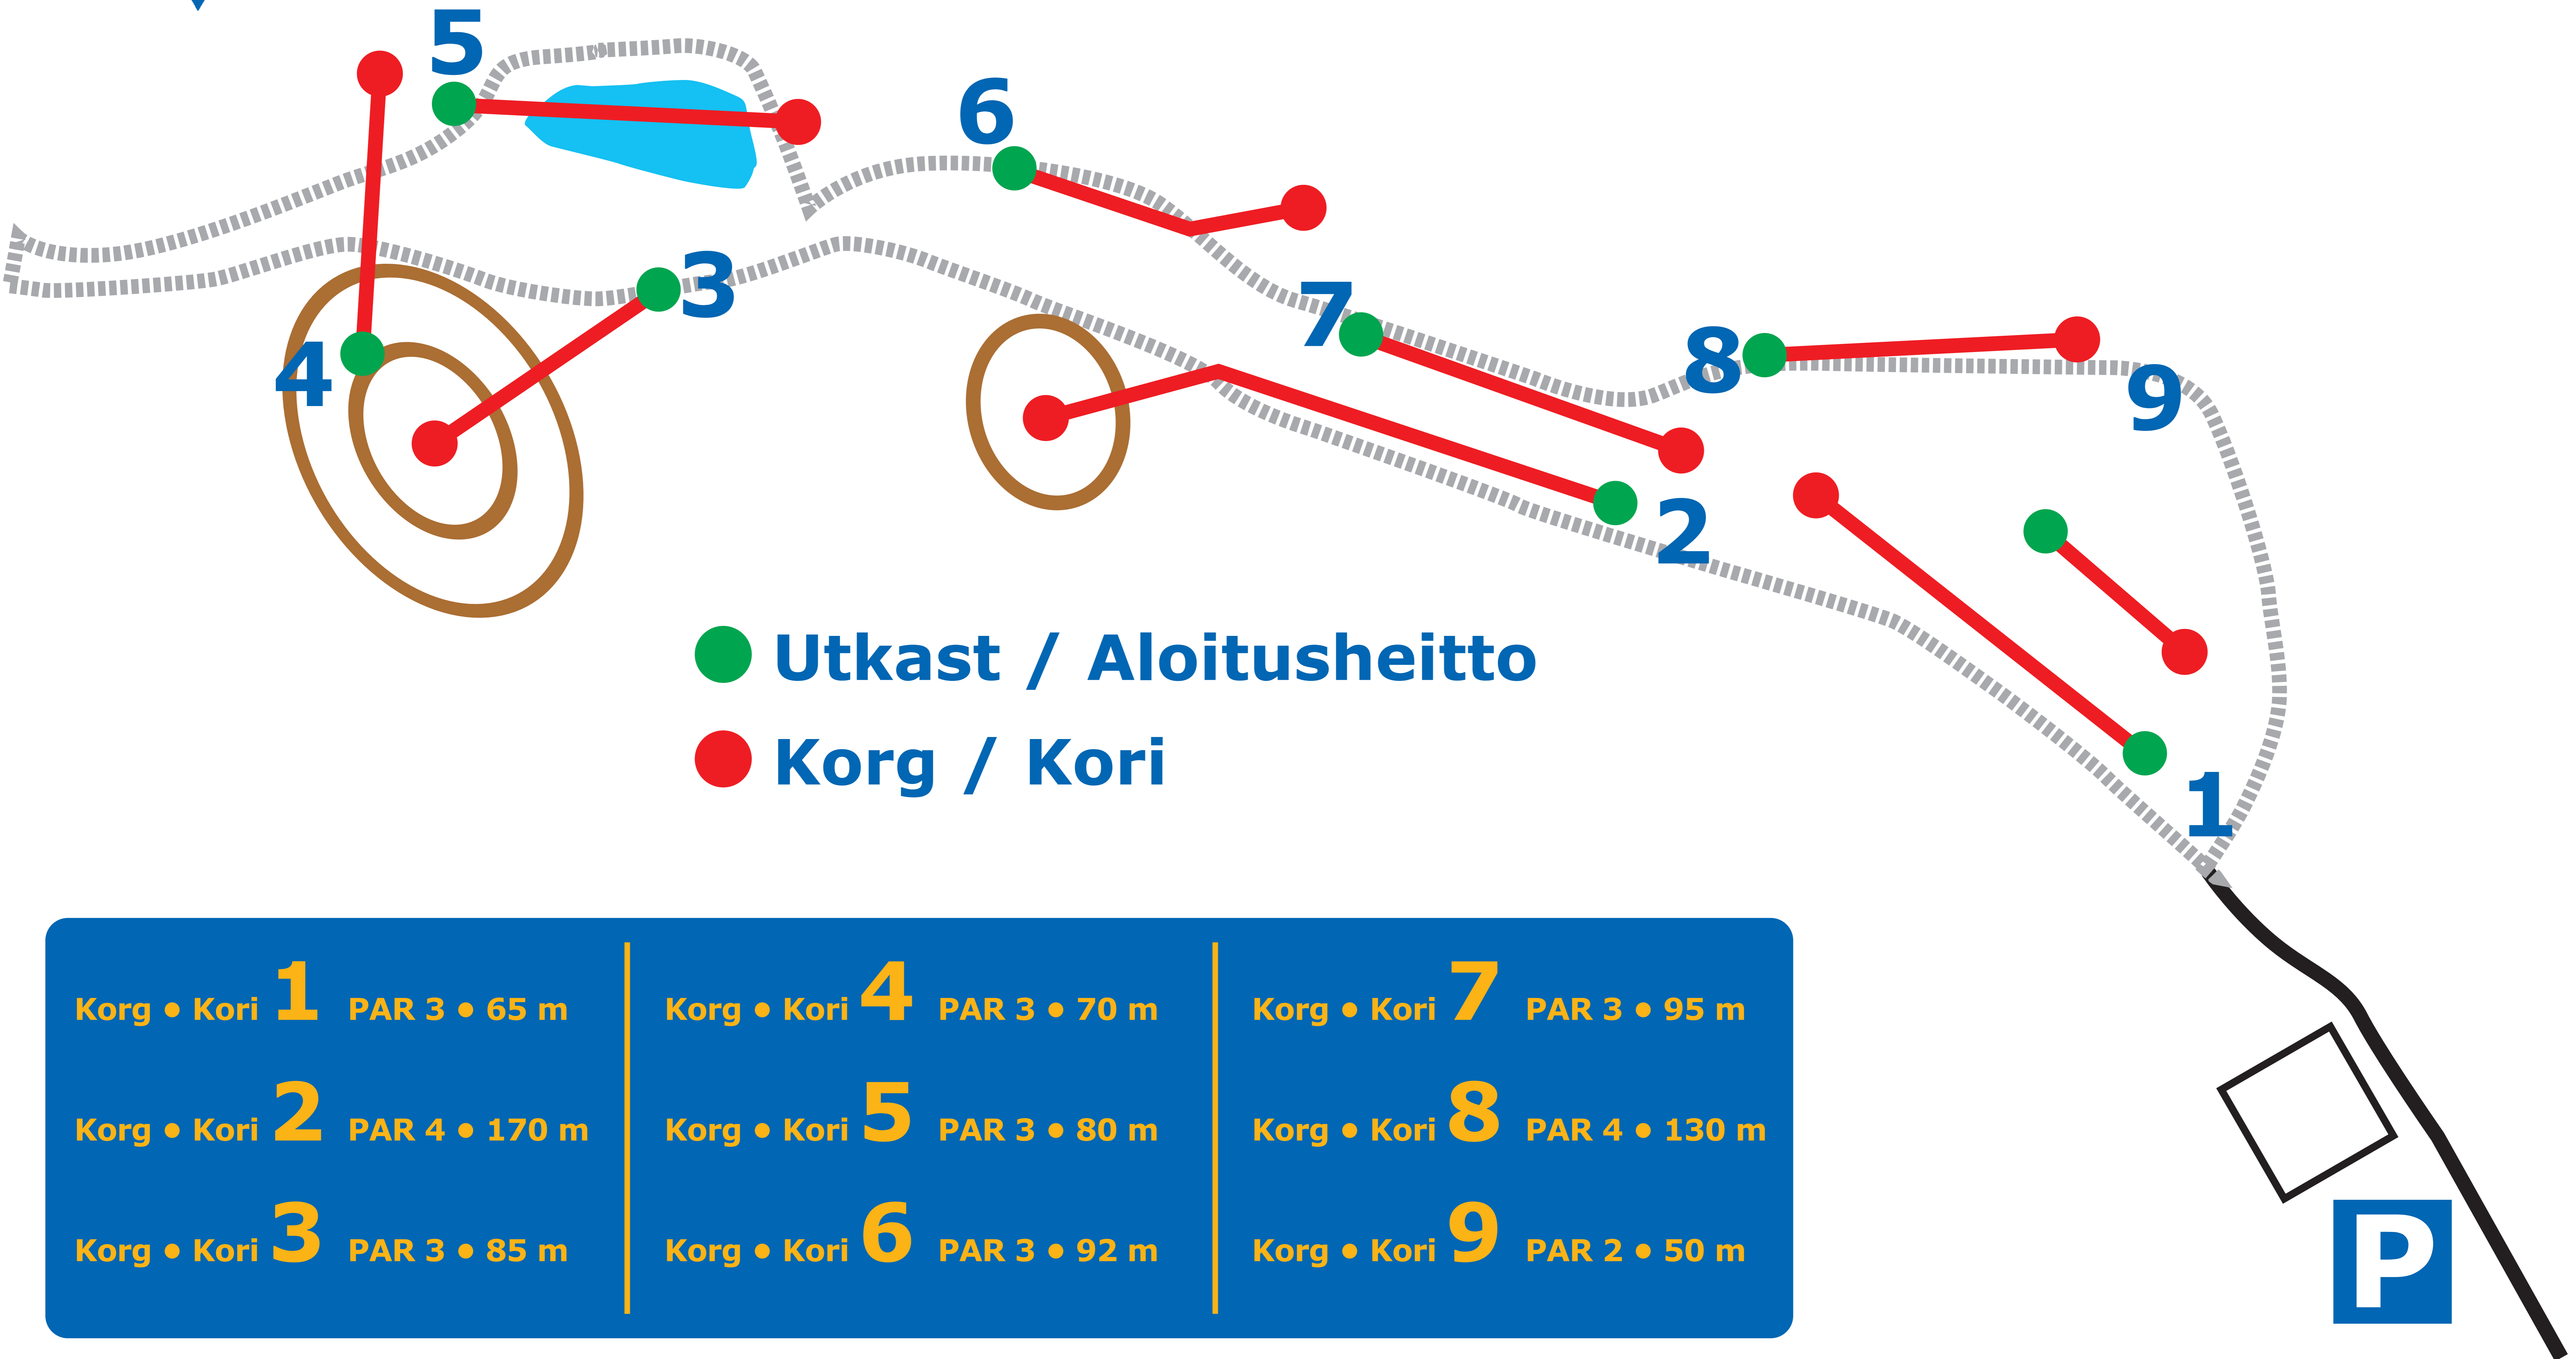 5
6
3
7
4
8
9
2
1
Utkast / Aloitusheitto
Korg / Kori
Korg • Kori 1 PAR 3 • 65 m
Korg • Kori 2 PAR 4 • 170 m
Korg • Kori 3 PAR 3 • 85 m
Korg • Kori 4 PAR 3 • 70 m
Korg • Kori 5 PAR 3 • 80 m
Korg • Kori 6 PAR 3 • 92 m
Korg • Kori 7 PAR 3 • 95 m
Korg • Kori 8 PAR 4 • 130 m
Korg • Kori 9 PAR 2 • 50 m
P